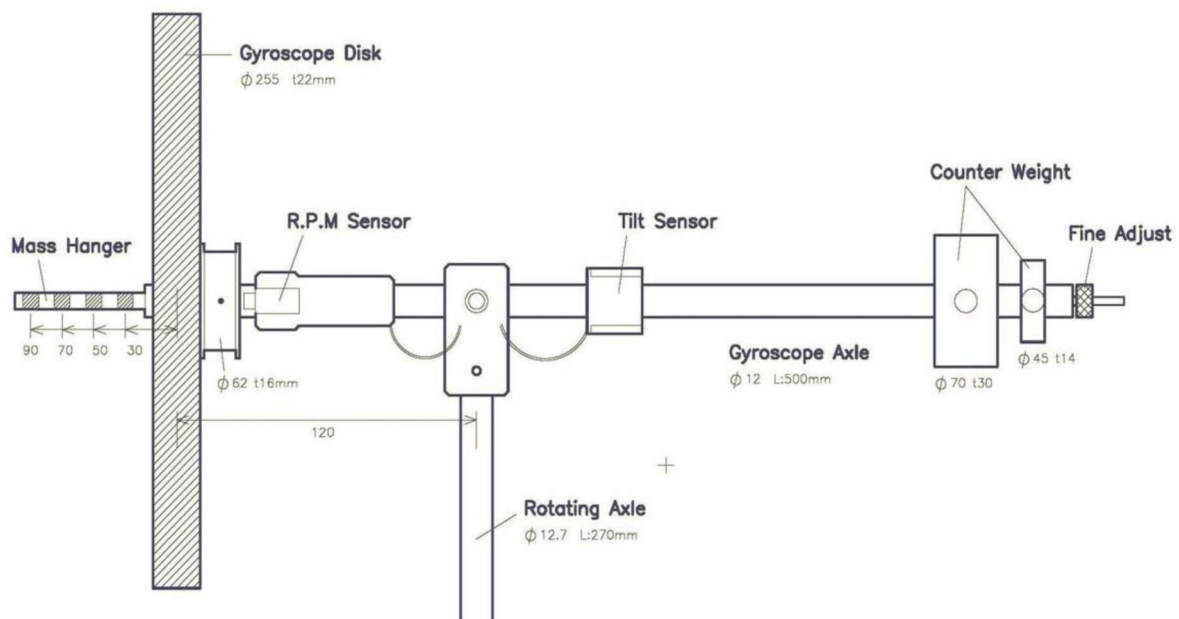 Gyroscope Disk
ϕ 255 t22mm
Counter Weight
Mass Hanger
R.P.M Sensor
Tilt Sensor
Fine Adjust
90 70 50 30
ϕ 62 t16mm
Gyroscope Axle
ϕ 12 L:500mm
ϕ 70 t30
ϕ 45 t14
120
Rotating Axle
ϕ 12.7 L:270mm